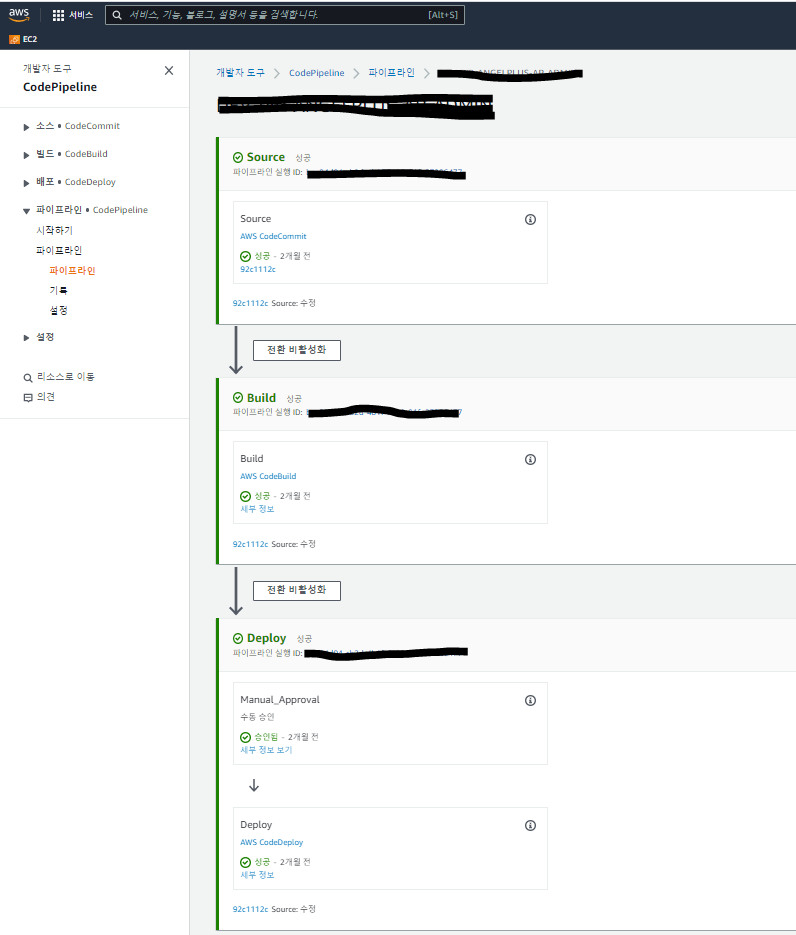 aws
서비스
서비스, 기능, 블로그, 설명서 등을 검색합니다.
[Alt+S]
EC2
개발자 도구
CodePipeline
소스 • CodeCommit
빌드 • CodeBuild
배포 • CodeDeploy
파이프라인 • CodePipeline
시작하기
파이프라인
파이프라인
기록
설정
설정
리소스로 이동
의견
개발자 도구 > CodePipeline > 파이프라인 >
Source 성공
파이프라인 실행 ID:
Source
AWS CodeCommit
성공 - 2개월 전
92c1112c
92c1112c Source: 수정
전환 비활성화
Build 성공
파이프라인 실행 ID:
Build
AWS CodeBuild
성공 - 2개월 전
세부 정보
92c1112c Source: 수정
전환 비활성화
Deploy 성공
파이프라인 실행 ID:
Manual_Approval
수동 승인
승인됨 - 2개월 전
세부 정보 보기
Deploy
AWS CodeDeploy
성공 - 2개월 전
세부 정보
92c1112c Source: 수정